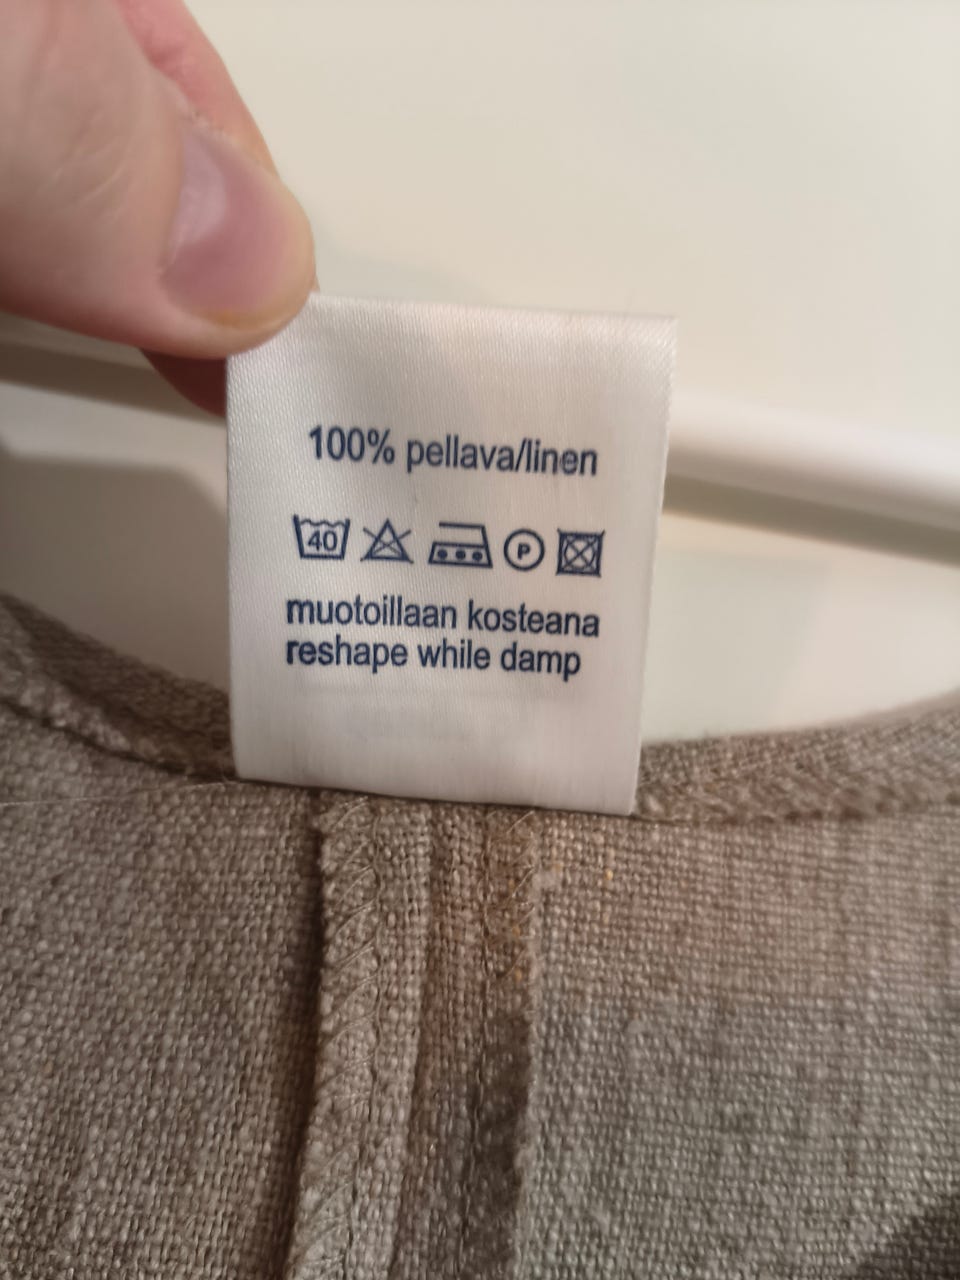 100% pellava/linen
40 P
muotoillaan kosteana
reshape while damp